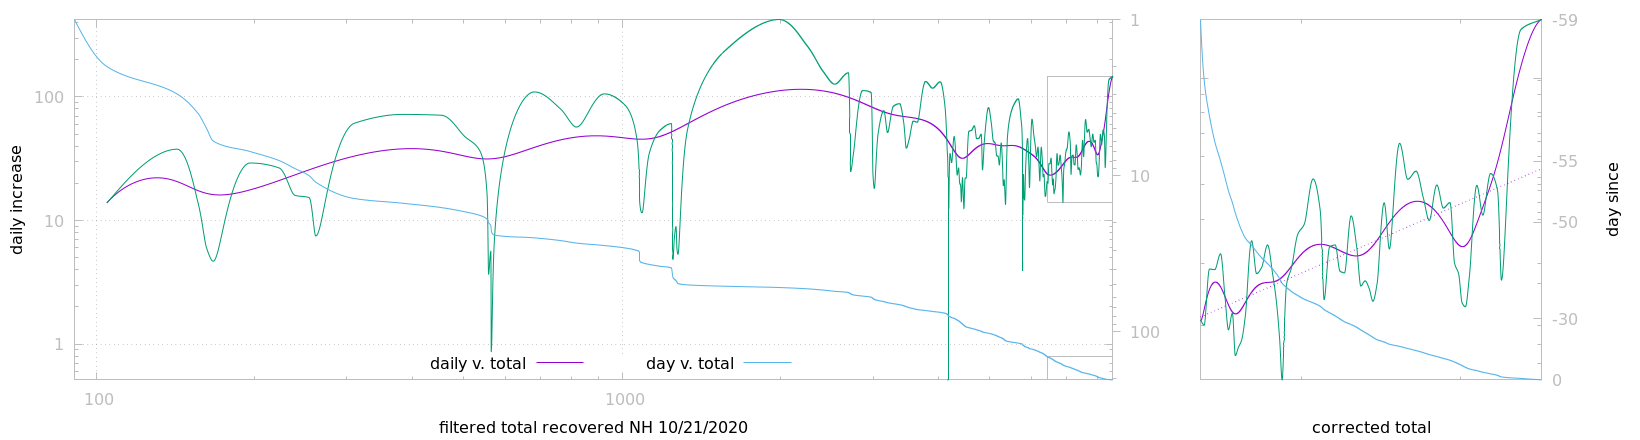 daily increase
100
10
1
100
1000
daily v. total
day v. total
filtered total recovered NH 10/21/2020
1
10
100
-59
-55
-50
-30
0
day since
corrected total